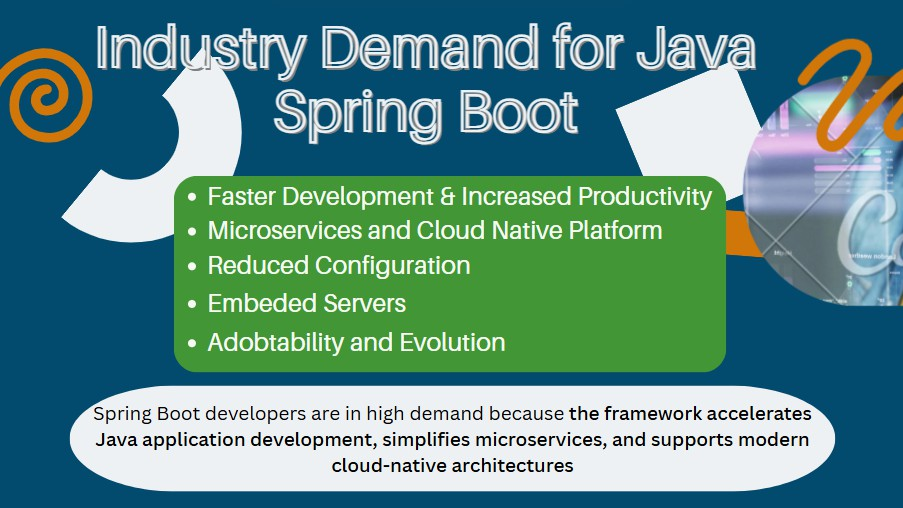 Industry Demand for Java
Spring Boot
• Faster Development & Increased Productivity
• Microservices and Cloud Native Platform
• Reduced Configuration
• Embeded Servers
• Adobtability and Evolution
Spring Boot developers are in high demand because the framework accelerates
Java application development, simplifies microservices, and supports modern
cloud-native architectures